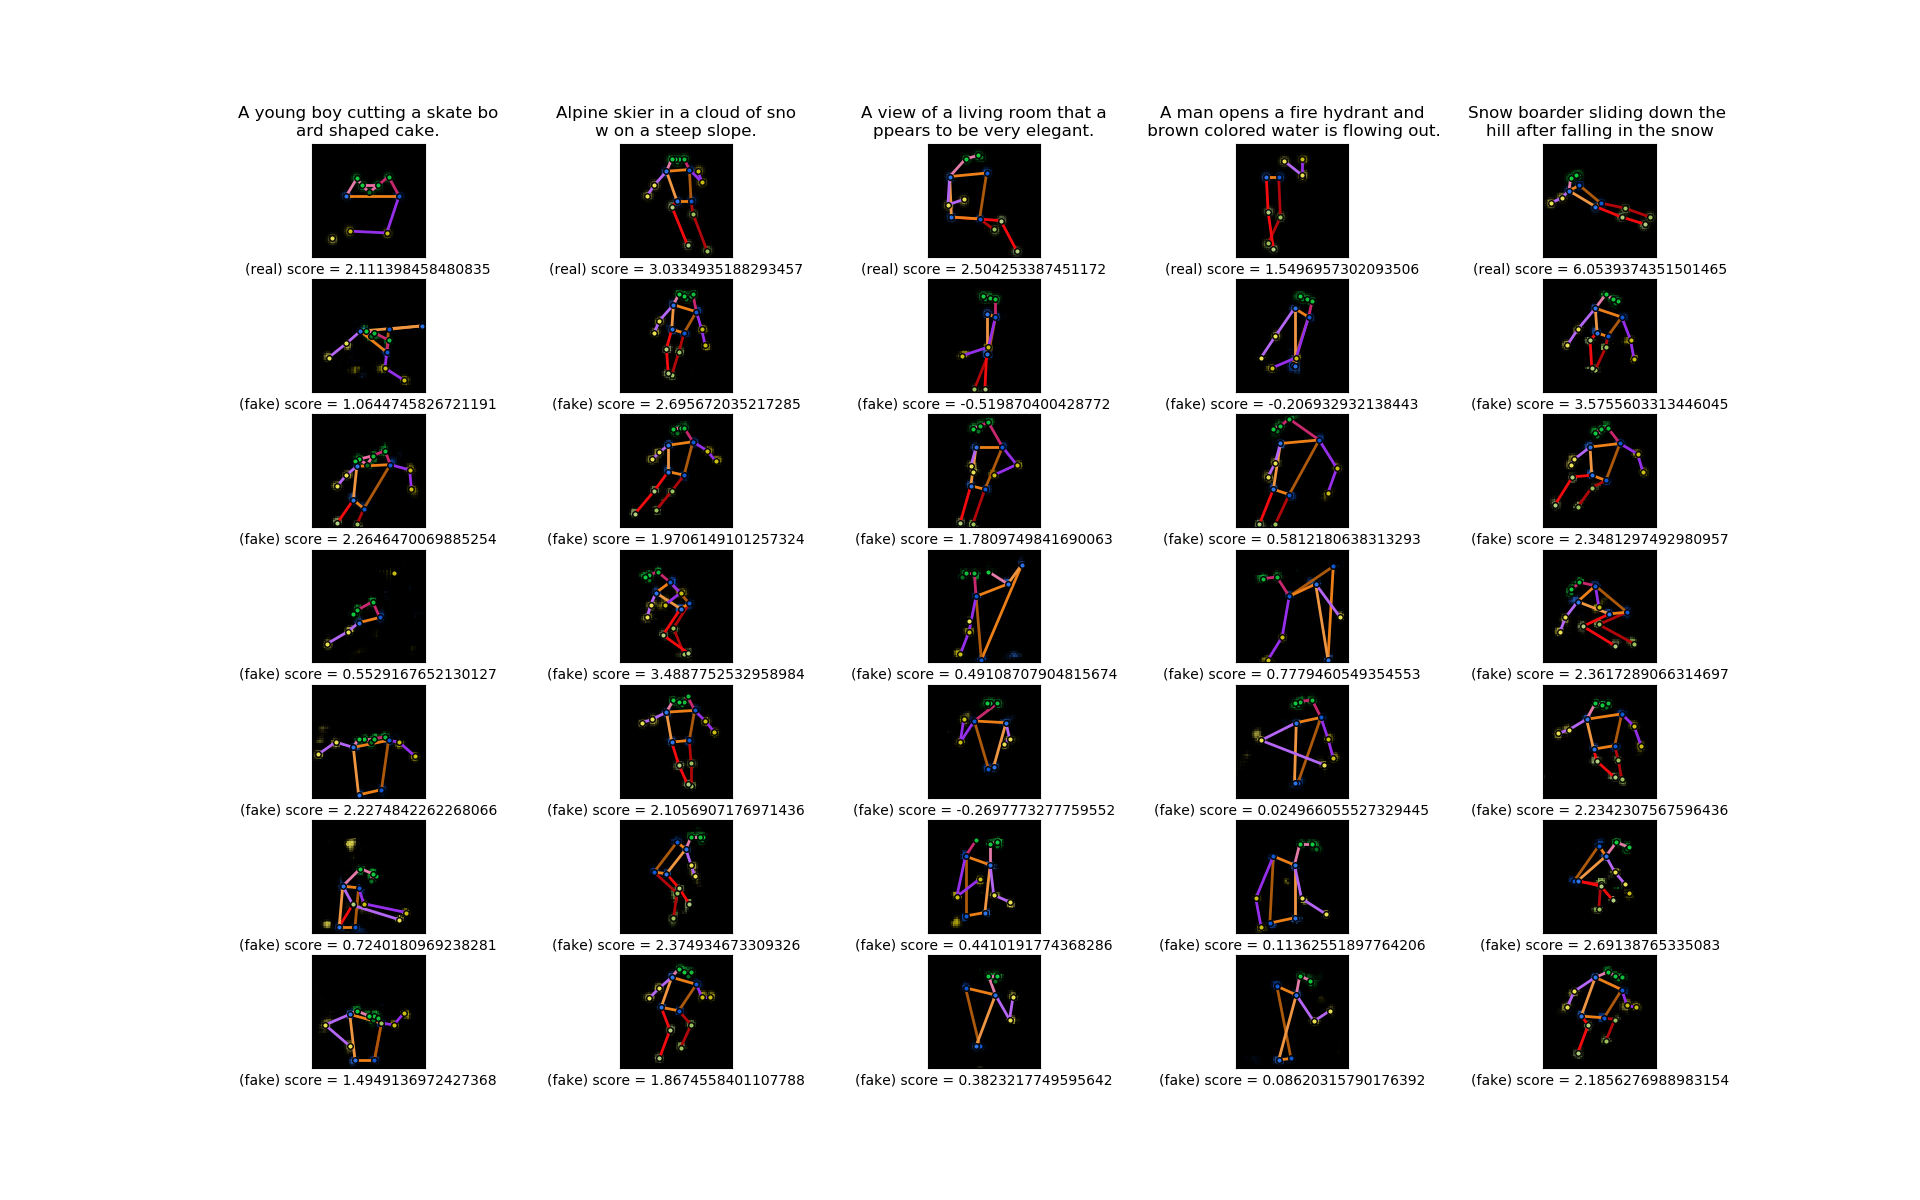 A young boy cutting a skate bo
ard shaped cake.
Alpine skier in a cloud of sno
w on a steep slope.
A view of a living room that a
ppears to be very elegant.
A man opens a fire hydrant and
brown colored water is flowing out.
Snow boarder sliding down the
hill after falling in the snow
(real) score = 2.111398458480835
(real) score = 3.0334935188293457
(real) score = 2.504253387451172
(real) score = 1.5496957302093506
(real) score = 6.0539374351501465
(fake) score = 1.0644745826721191
(fake) score = 2.695672035217285
(fake) score = -0.519870400428772
(fake) score = -0.206932932138443
(fake) score = 3.5755603313446045
(fake) score = 2.2646470069885254
(fake) score = 1.9706149101257324
(fake) score = 1.7809749841690063
(fake) score = 0.5812180638313293
(fake) score = 2.3481297492980957
(fake) score = 0.5529167652130127
(fake) score = 3.4887752532958984
(fake) score = 0.49108707904815674
(fake) score = 0.7779460549354553
(fake) score = 2.3617289066314697
(fake) score = 2.2274842262268066
(fake) score = 2.1056907176971436
(fake) score = -0.2697773277759552
(fake) score = 0.024966055527329445
(fake) score = 2.2342307567596436
(fake) score = 0.7240180969238281
(fake) score = 2.374934673309326
(fake) score = 0.4410191774368286
(fake) score = 0.11362551897764206
(fake) score = 2.69138765335083
(fake) score = 1.4949136972427368
(fake) score = 1.8674558401107788
(fake) score = 0.3823217749595642
(fake) score = 0.08620315790176392
(fake) score = 2.1856276988983154